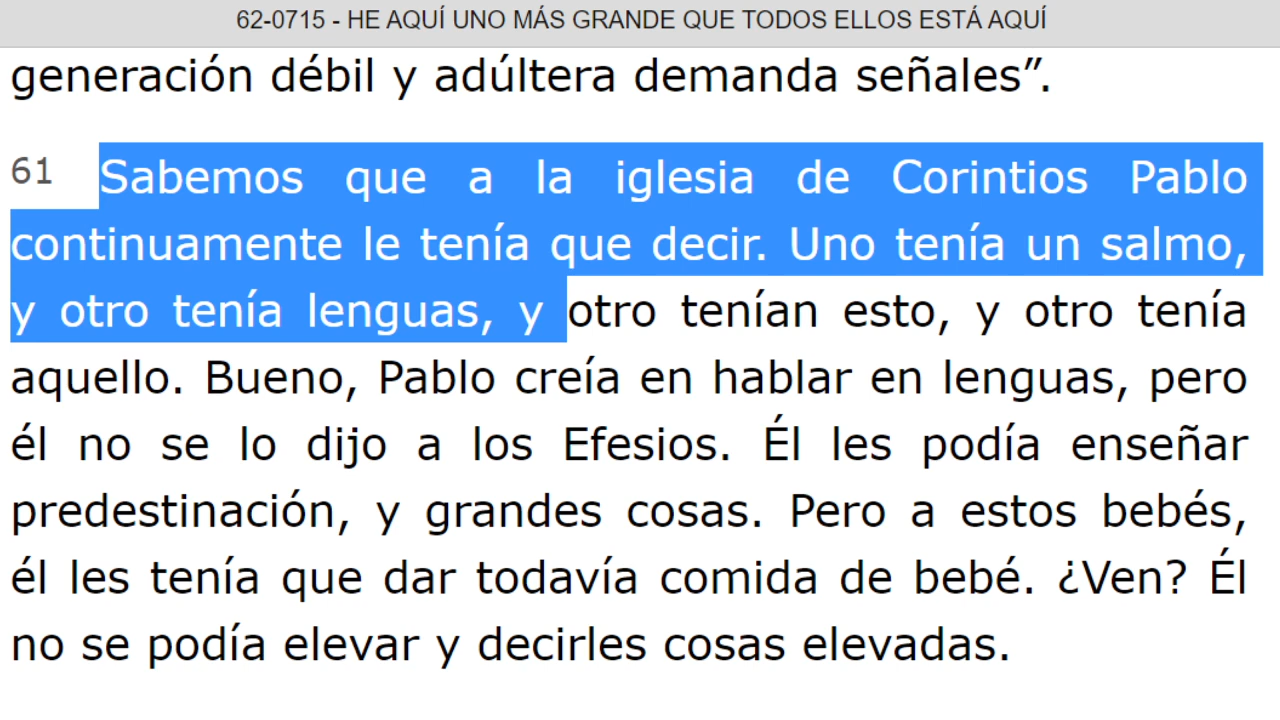 62-0715 - HE AQUÍ UNO MÁS GRANDE QUE TODOS ELLOS ESTÁ AQUÍ
generación débil y adúltera demanda señales”.
61 Sabemos que a la iglesia de Corintios Pablo
continuamente le tenía que decir. Uno tenía un salmo,
y otro tenía lenguas, y otro tenían esto, y otro tenía
aquello. Bueno, Pablo creía en hablar en lenguas, pero
él no se lo dijo a los Efesios. Él les podía enseñar
predestinación, y grandes cosas. Pero a estos bebés,
él les tenía que dar todavía comida de bebé. ¿Ven? Él
no se podía elevar y decirles cosas elevadas.